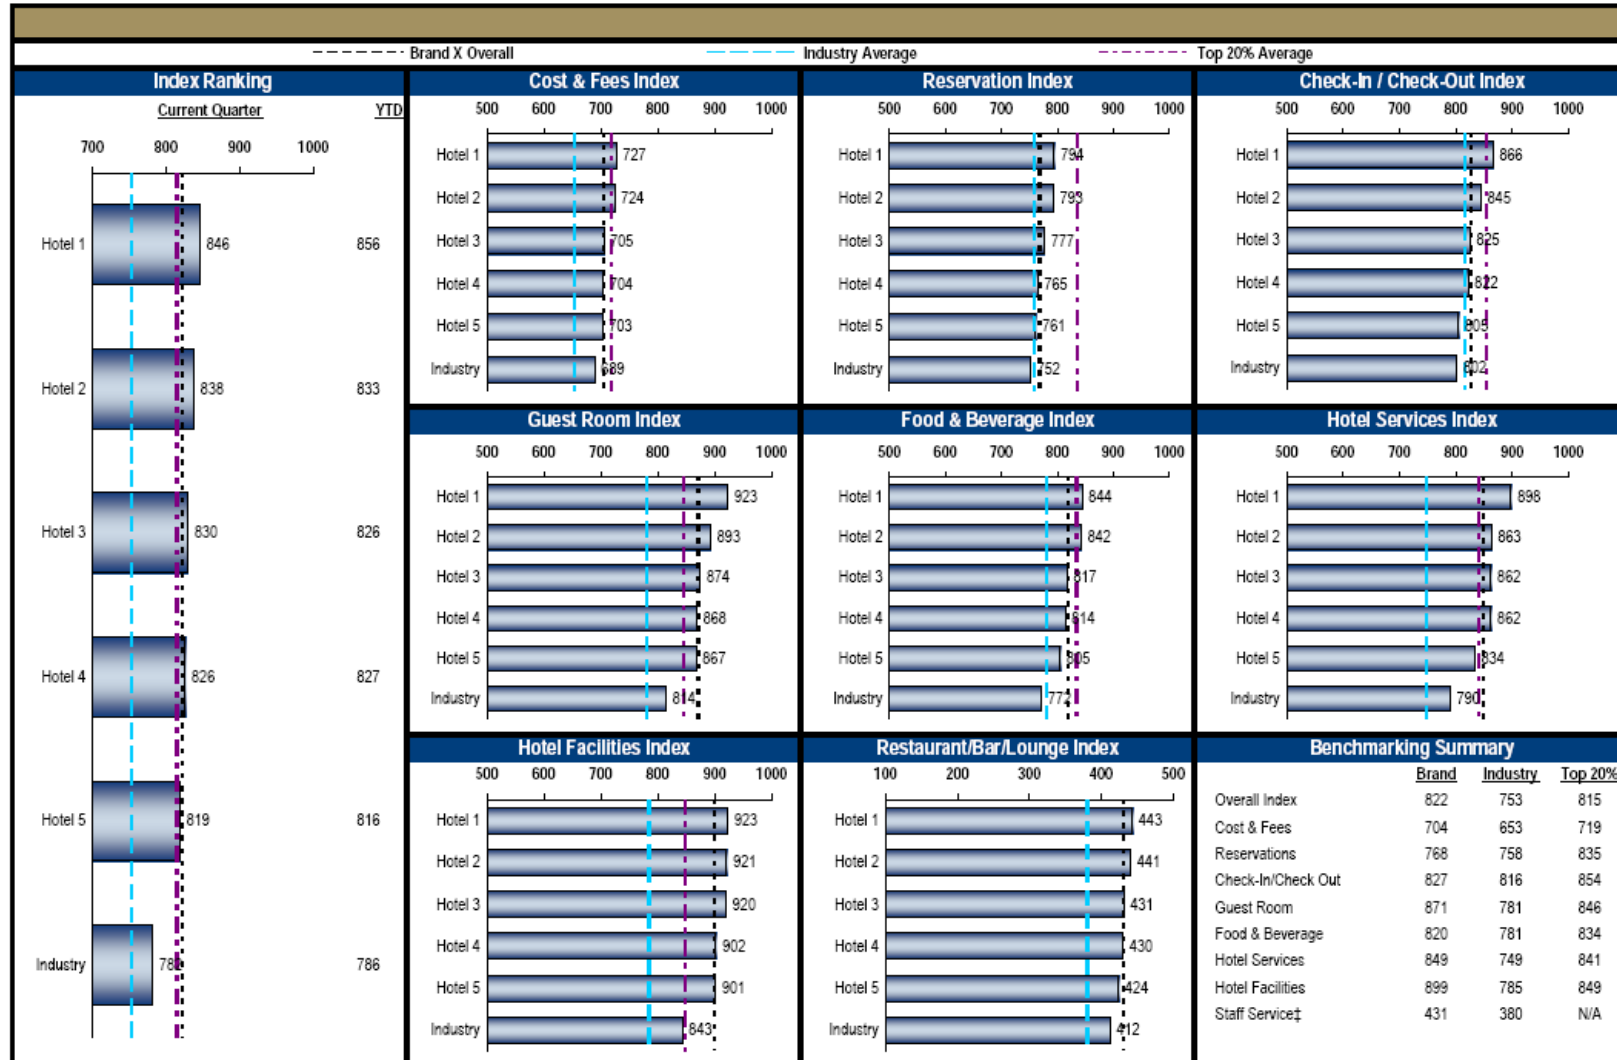 Brand X Overall
Industry Average
Top 20% Average
Index Ranking
Current Quarter YTD
700 800 900 1000
Hotel 1 846 856
Hotel 2 838 833
Hotel 3 830 826
Hotel 4 826 827
Hotel 5 819 816
Industry 786
Cost & Fees Index
500 600 700 800 900 1000
Hotel 1 727
Hotel 2 724
Hotel 3 705
Hotel 4 704
Hotel 5 703
Industry 689
Reservation Index
500 600 700 800 900 1000
Hotel 1 794
Hotel 2 793
Hotel 3 777
Hotel 4 765
Hotel 5 761
Industry 752
Check-In / Check-Out Index
500 600 700 800 900 1000
Hotel 1 866
Hotel 2 845
Hotel 3 825
Hotel 4 822
Hotel 5 805
Industry 802
Guest Room Index
500 600 700 800 900 1000
Hotel 1 923
Hotel 2 893
Hotel 3 874
Hotel 4 868
Hotel 5 867
Industry 814
Food & Beverage Index
500 600 700 800 900 1000
Hotel 1 844
Hotel 2 842
Hotel 3 817
Hotel 4 814
Hotel 5 805
Industry 772
Hotel Services Index
500 600 700 800 900 1000
Hotel 1 898
Hotel 2 863
Hotel 3 862
Hotel 4 862
Hotel 5 834
Industry 790
Hotel Facilities Index
500 600 700 800 900 1000
Hotel 1 923
Hotel 2 921
Hotel 3 920
Hotel 4 902
Hotel 5 901
Industry 843
Restaurant/Bar/Lounge Index
100 200 300 400 500
Hotel 1 443
Hotel 2 441
Hotel 3 431
Hotel 4 430
Hotel 5 424
Industry 412
Benchmarking Summary
Brand Industry Top 20%
Overall Index 822 753 815
Cost & Fees 704 653 719
Reservations 768 758 835
Check-In/Check Out 827 816 854
Guest Room 871 781 846
Food & Beverage 820 781 834
Hotel Services 849 749 841
Hotel Facilities 899 785 849
Staff Service‡ 431 380 N/A